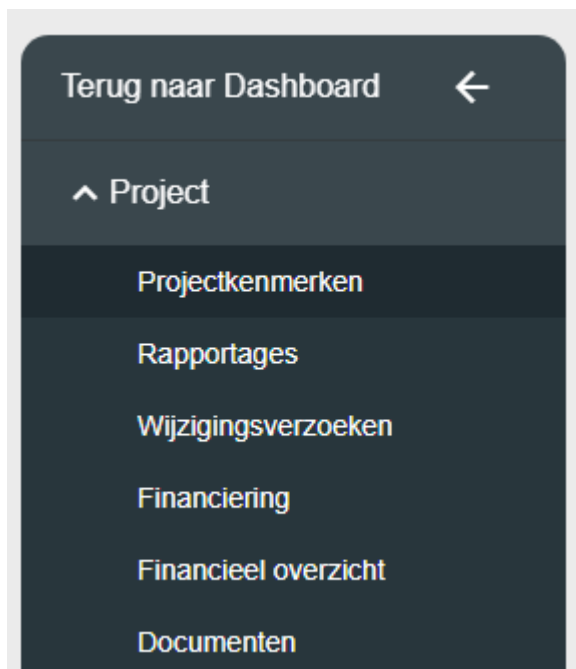 Terug naar Dashboard
Project
Projectkenmerken
Rapportages
Wijzigingsverzoeken
Financiering
Financieel overzicht
Documenten